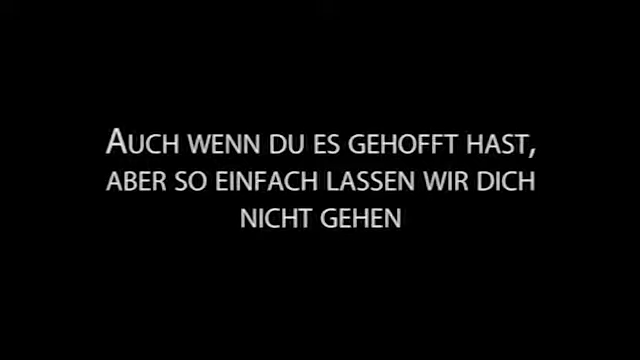 Auch wenn du es gehofft hast,
aber so einfach lassen wir dich
nicht gehen